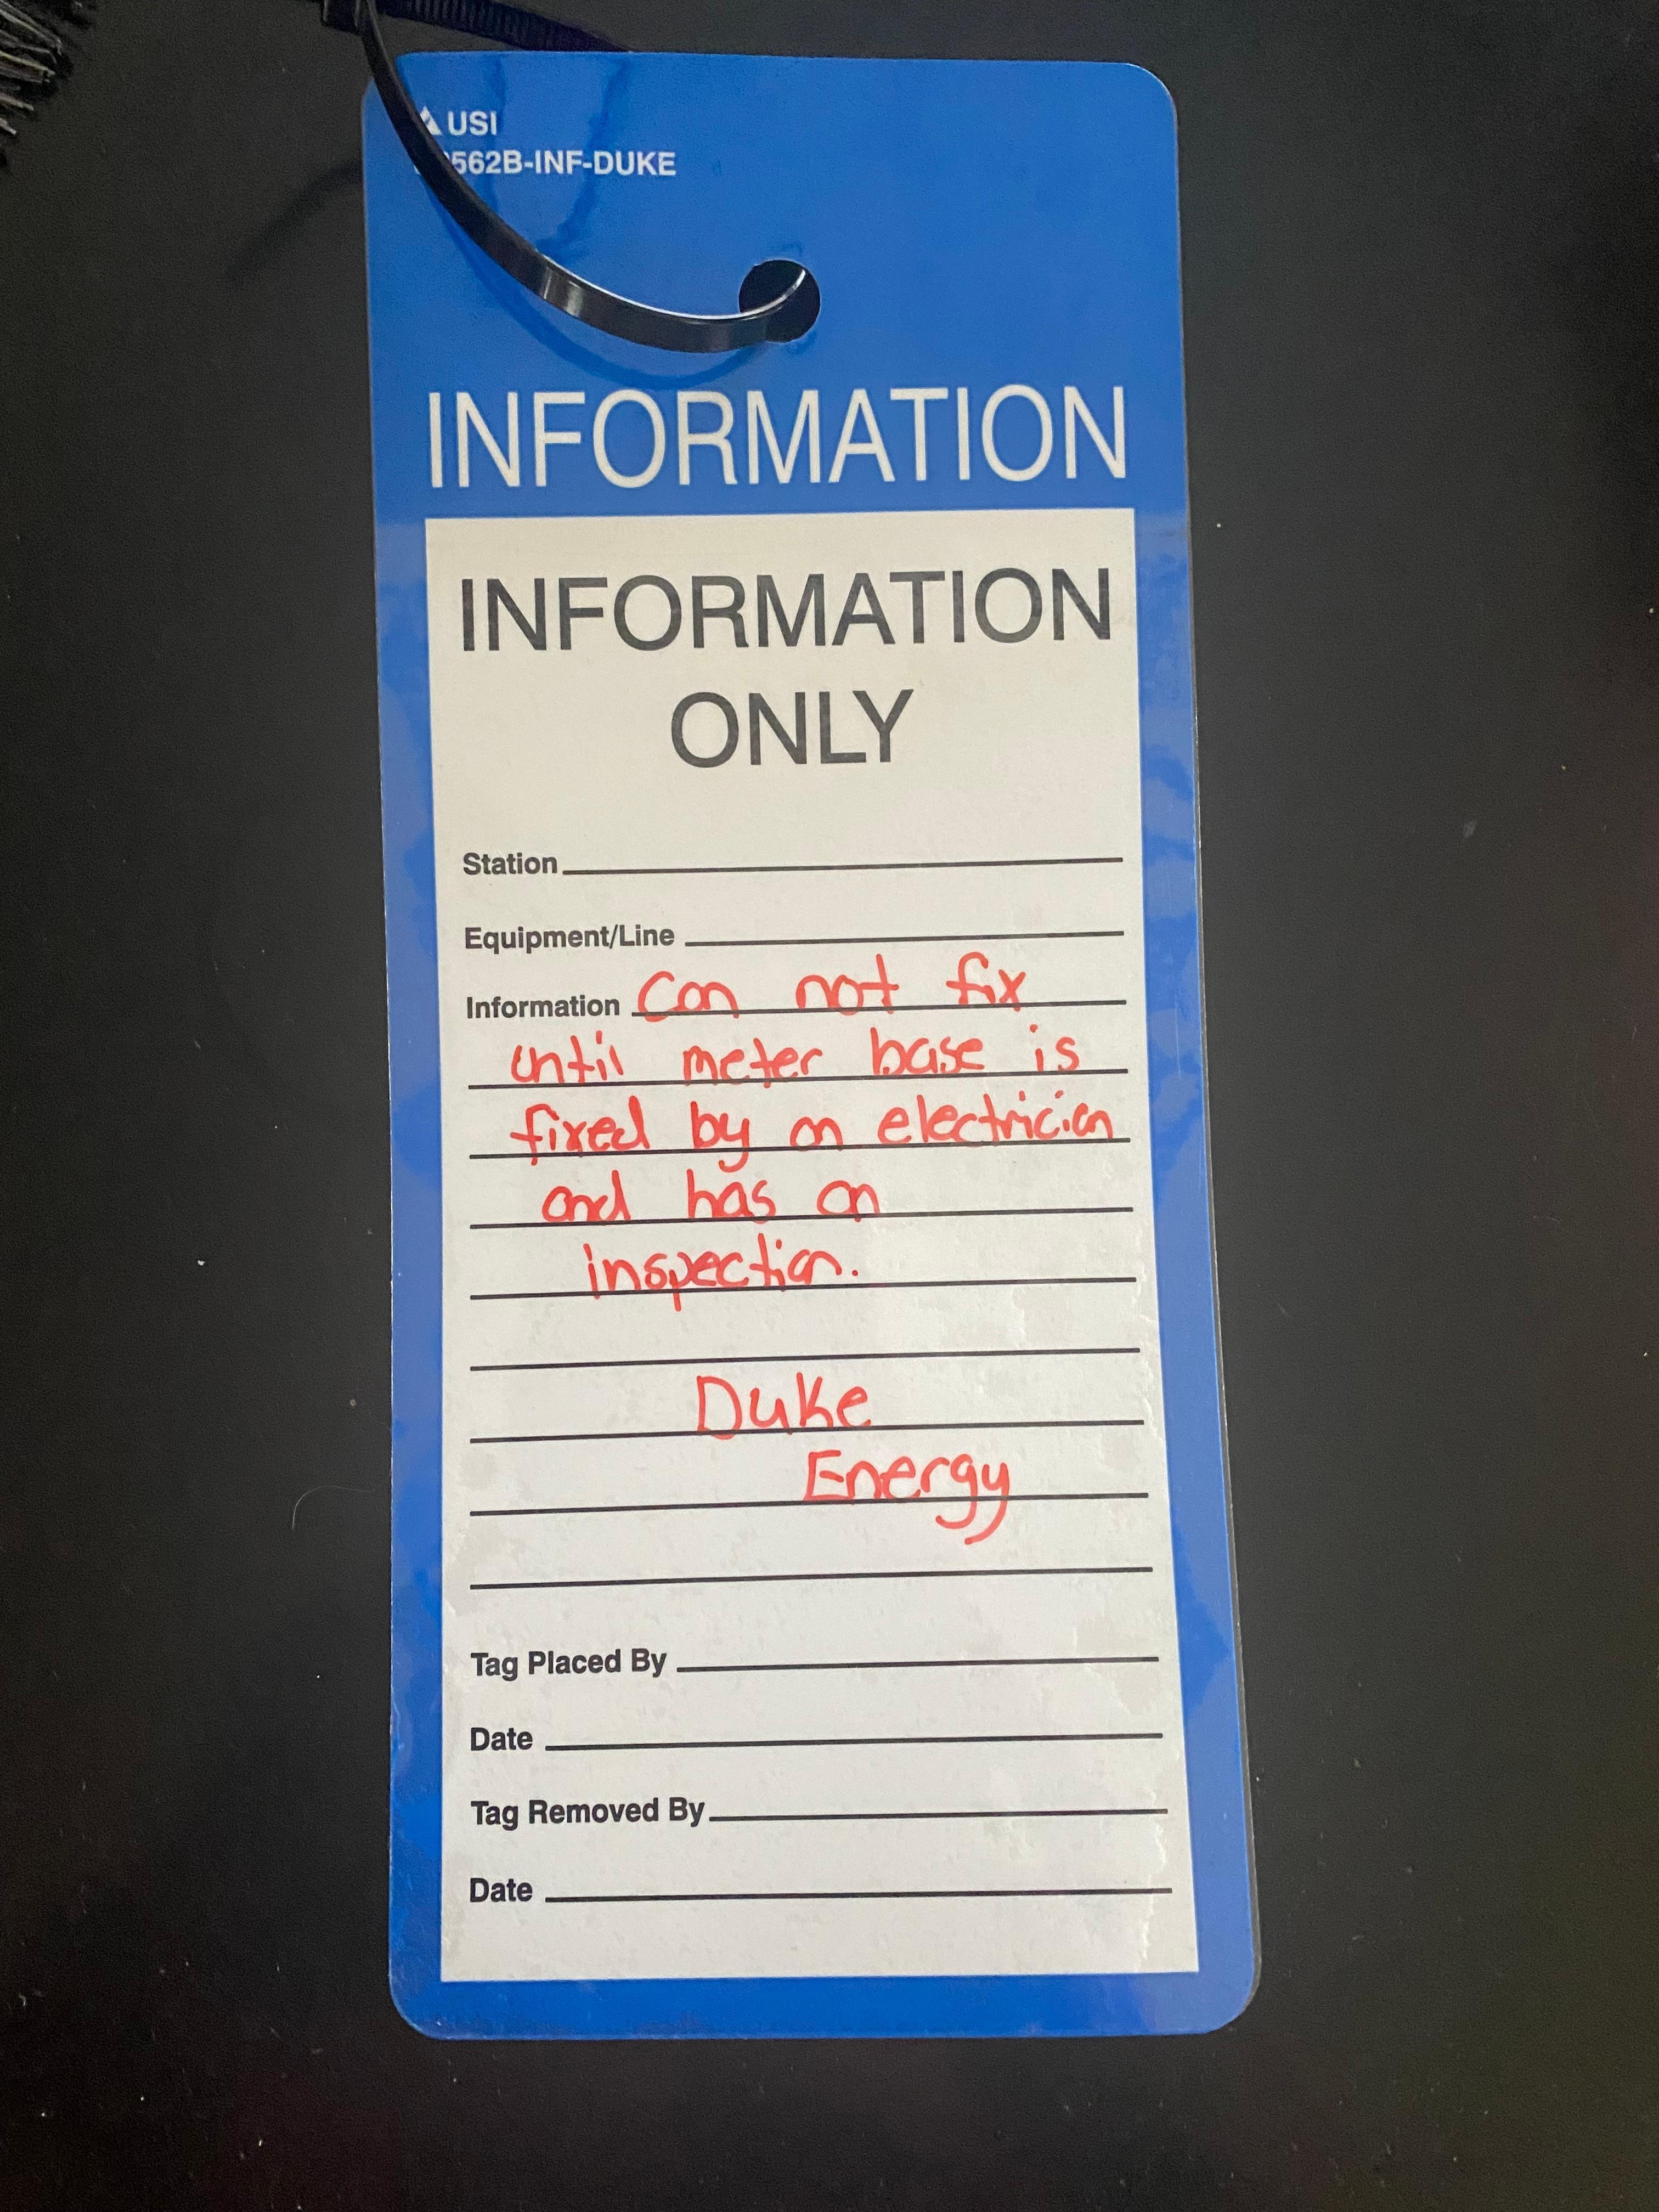 USI
562B-INF-DUKE
INFORMATION
INFORMATION
ONLY
Station
Equipment/Line
Information Can not fix
until meter base is
fixed by an electrician
and has an
inspection.
Duke
Energy
Tag Placed By
Date
Tag Removed By
Date